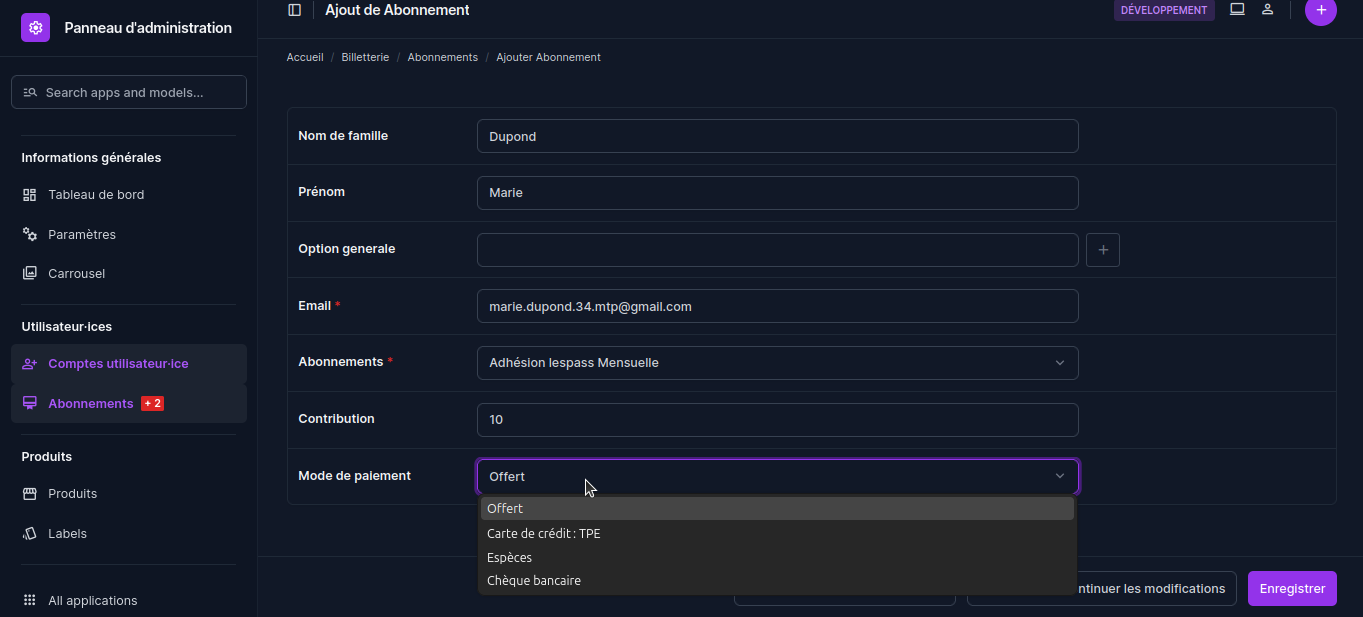 Panneau d'administration
Search apps and models...
Informations générales
Tableau de bord
Paramètres
Carrousel
Utilisateur·ices
Comptes utilisateur·ice
Abonnements + 2
Produits
Produits
Labels
All applications
Ajout de Abonnement
DÉVELOPPEMENT
+
Accueil / Billetterie / Abonnements / Ajouter Abonnement
Nom de famille
Dupond
Prénom
Marie
Option generale
+
Email *
marie.dupond.34.mtp@gmail.com
Abonnements *
Adhésion lespass Mensuelle
Contribution
10
Mode de paiement
Offert
Offert
Carte de crédit : TPE
Espèces
Chèque bancaire
les modifications
Enregistrer